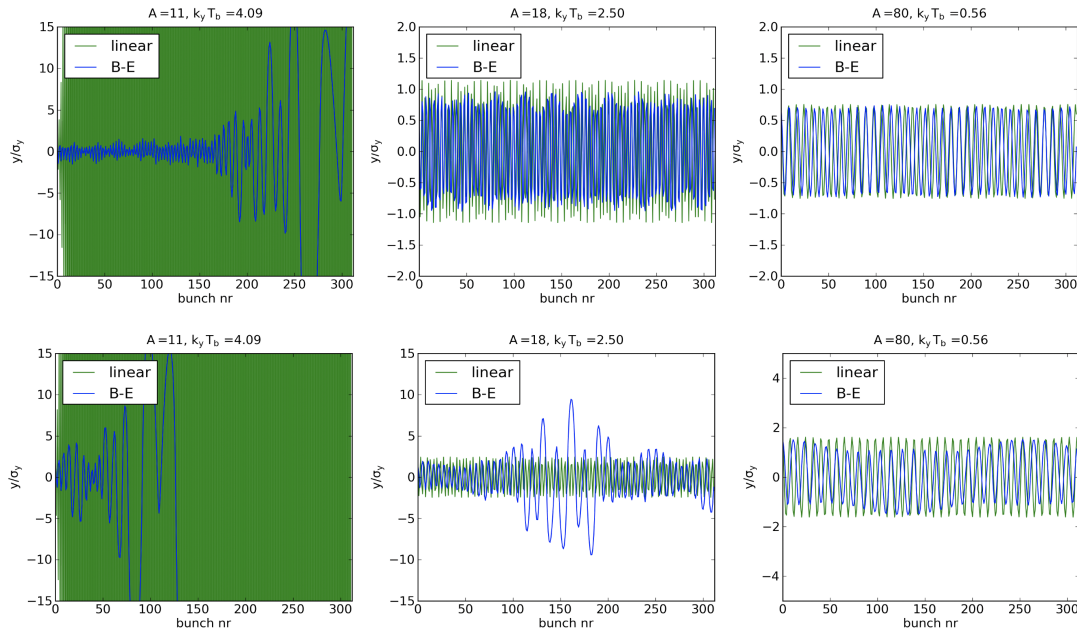 A =11, k_y T_b =4.09
15
10
5
0
−5
−10
−15
y/σ_y
linear
B-E
0 50 100 150 200 250 300
bunch nr
A =18, k_y T_b =2.50
2.0
1.5
1.0
0.5
0.0
−0.5
−1.0
−1.5
−2.0
y/σ_y
linear
B-E
0 50 100 150 200 250 300
bunch nr
A =80, k_y T_b =0.56
2.0
1.5
1.0
0.5
0.0
−0.5
−1.0
−1.5
−2.0
y/σ_y
linear
B-E
0 50 100 150 200 250 300
bunch nr
A =11, k_y T_b =4.09
15
10
5
0
−5
−10
−15
y/σ_y
linear
B-E
0 50 100 150 200 250 300
bunch nr
A =18, k_y T_b =2.50
15
10
5
0
−5
−10
−15
y/σ_y
linear
B-E
0 50 100 150 200 250 300
bunch nr
A =80, k_y T_b =0.56
4
2
0
−2
−4
y/σ_y
linear
B-E
0 50 100 150 200 250 300
bunch nr